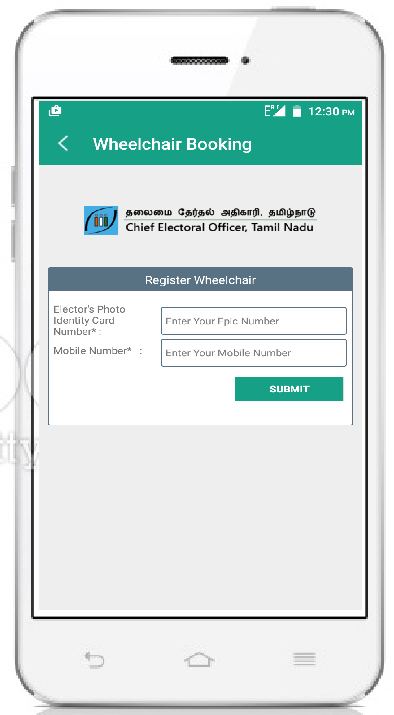 12:30 PM
Wheelchair Booking
தலைமை தேர்தல் அதிகாரி, தமிழ்நாடு
Chief Electoral Officer, Tamil Nadu
Register Wheelchair
Elector's Photo
Identity Card
Number* :
Enter Your Epic Number
Mobile Number* :
Enter Your Mobile Number
SUBMIT